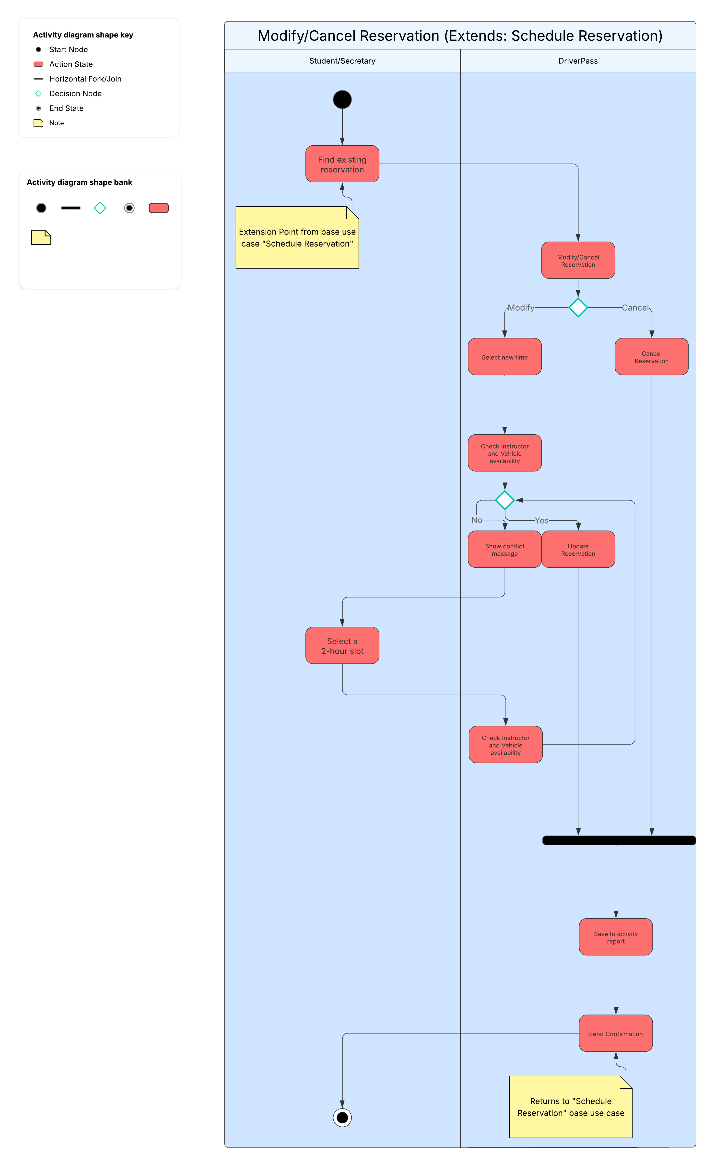 Activity diagram shape key
Start Node
Action State
Horizontal Fork/Join
Decision Node
End State
Note
Activity diagram shape bank
Modify/Cancel Reservation (Extends: Schedule Reservation)
Student/Secretary
DriverPass
Find existing
reservation
Extension Point from base use
case "Schedule Reservation"
Modify/Cancel
Reservation
Modify
Cancel
Select new time
Cancel
Reservation
Check Instructor
and Vehicle
availability
No
Yes
Show conflict
message
Update
Reservation
Select a
2-hour slot
Check Instructor
and Vehicle
availability
Save to activity
report
Send Confirmation
Returns to "Schedule
Reservation" base use case